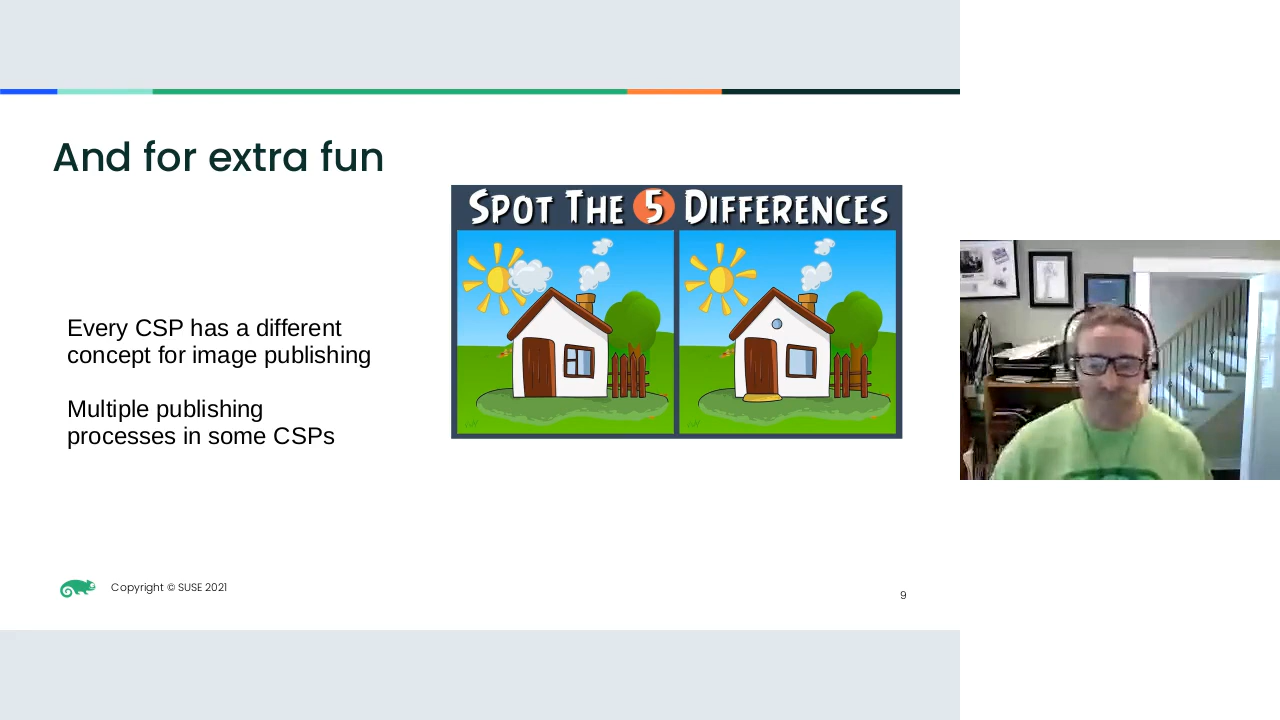 And for extra fun
SPOT THE 5 DIFFERENCES
Every CSP has a different
concept for image publishing
Multiple publishing
processes in some CSPs
Copyright © SUSE 2021
9